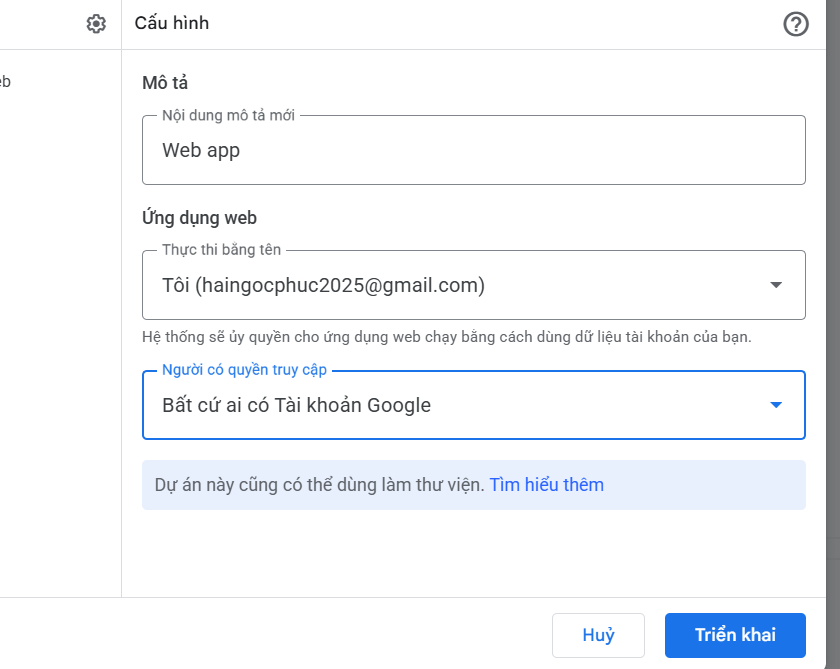 Cấu hình
eb
Mô tả
Nội dung mô tả mới
Web app
Ứng dụng web
Thực thi bằng tên
Tôi (haingocphuc2025@gmail.com)
Hệ thống sẽ ủy quyền cho ứng dụng web chạy bằng cách dùng dữ liệu tài khoản của bạn.
Người có quyền truy cập
Bất cứ ai có Tài khoản Google
Dự án này cũng có thể dùng làm thư viện. Tìm hiểu thêm
Huỷ
Triển khai